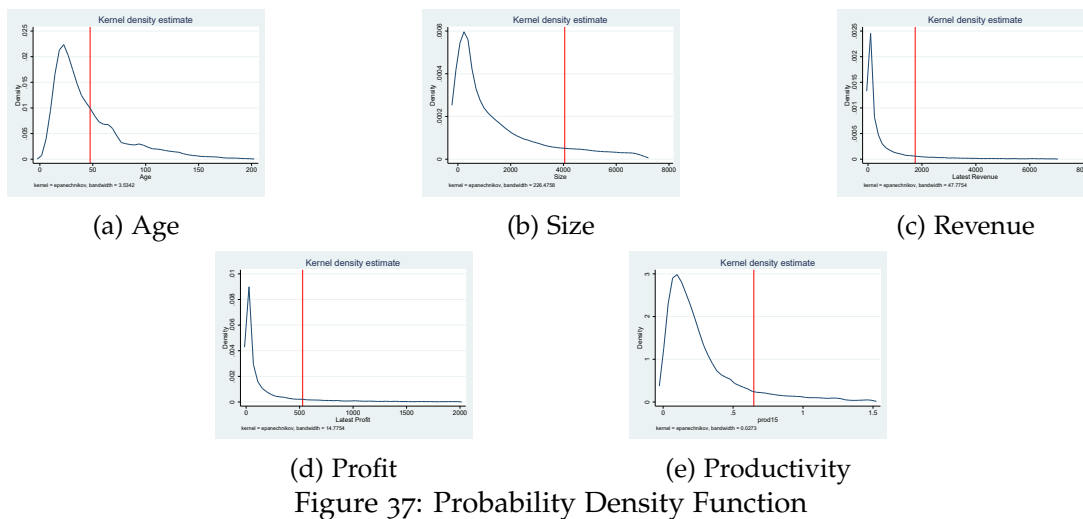 Kernel density estimate
Density
0
.005
.01
.015
.02
.025
0
50
100
150
200
Age
kernel = epanechnikov, bandwidth = 3.5342
(a) Age
Kernel density estimate
Density
0
.0002
.0004
.0006
0
2000
4000
6000
8000
Size
kernel = epanechnikov, bandwidth = 226.4758
(b) Size
Kernel density estimate
Density
0
.0005
.001
.0015
.002
.0025
0
2000
4000
6000
Latest Revenue
kernel = epanechnikov, bandwidth = 47.7754
(c) Revenue
Kernel density estimate
Density
0
.002
.004
.006
.008
.01
0
500
1000
1500
2000
Latest Profit
kernel = epanechnikov, bandwidth = 14.7754
(d) Profit
Kernel density estimate
Density
0
1
2
3
0
.5
1
1.5
prod15
kernel = epanechnikov, bandwidth = 0.0273
(e) Productivity
Figure 37: Probability Density Function